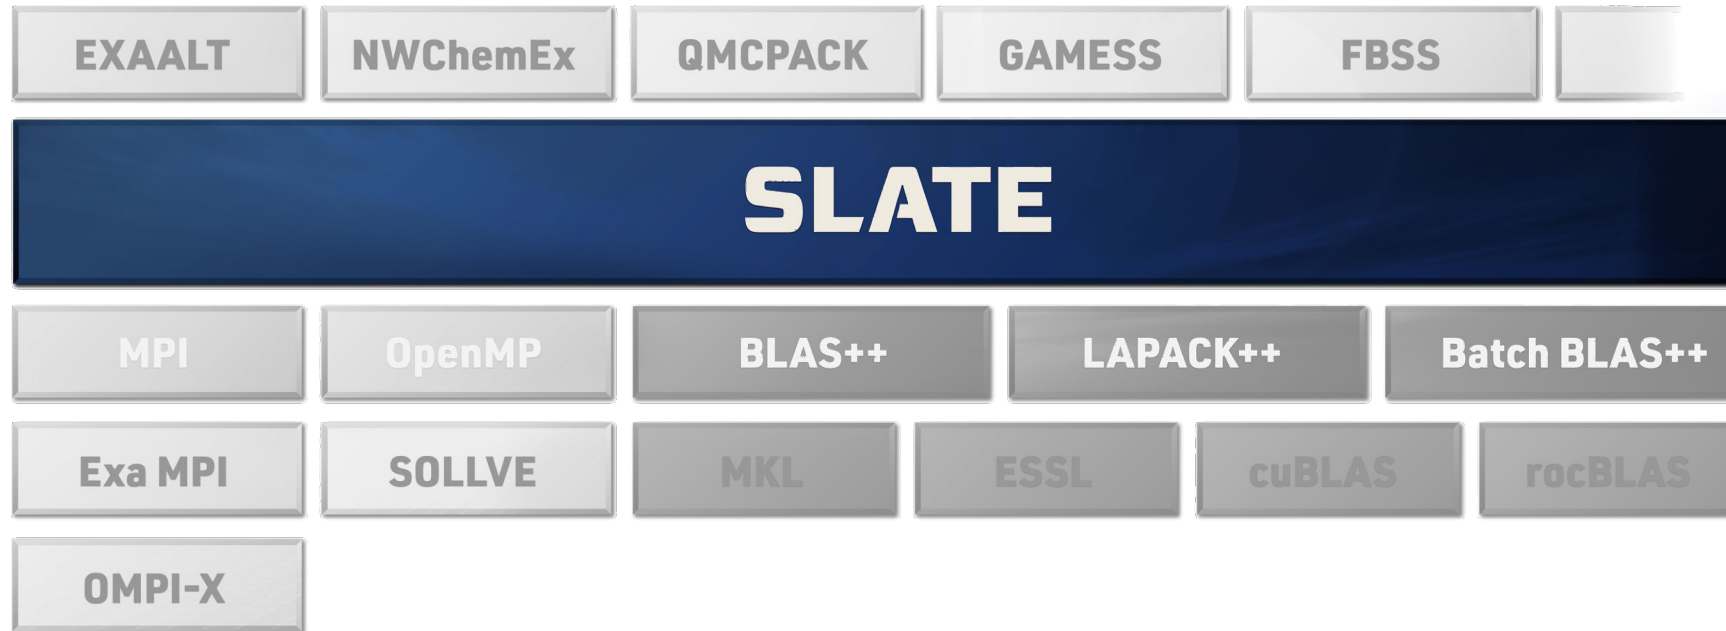 EXAALT NWChemEx QMCPACK GAMESS FBSS
SLATE
MPI OpenMP BLAS++ LAPACK++ Batch BLAS++
Exa MPI SOLLVE MKL ESSL cuBLAS rocBLAS
OMPI-X